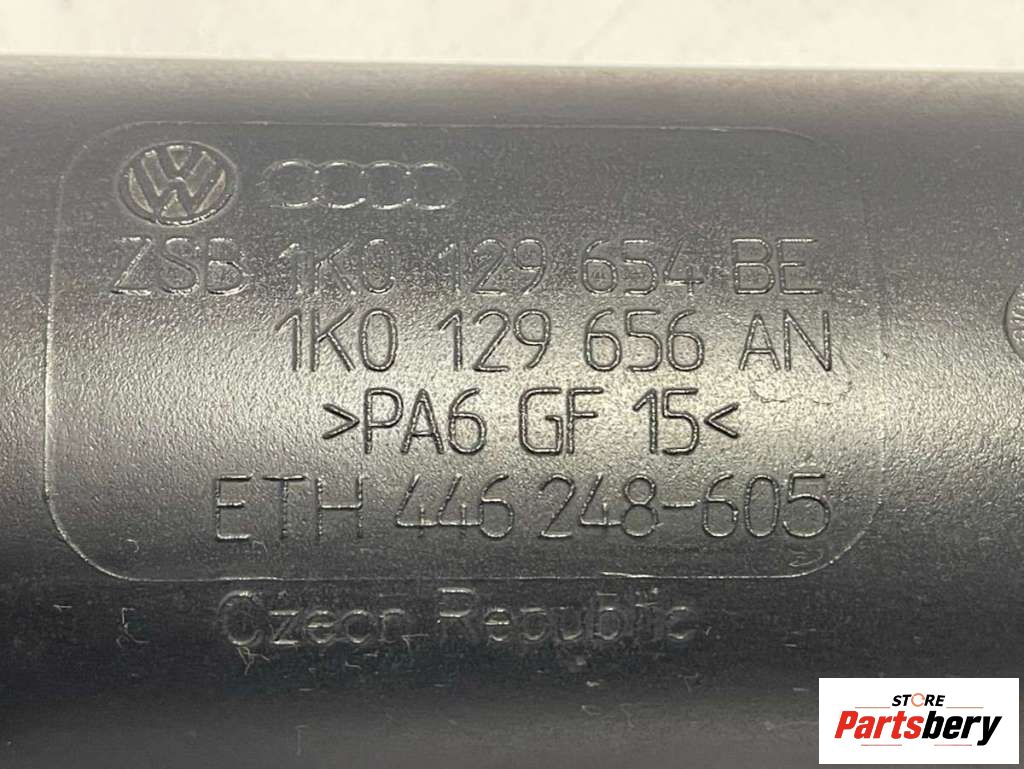 ZSB 1K0 129 654 BE
1K0 129 656 AN
>PA6 GF 15<
ETH 446 248-605
Czech Republic
STORE
Partsbery